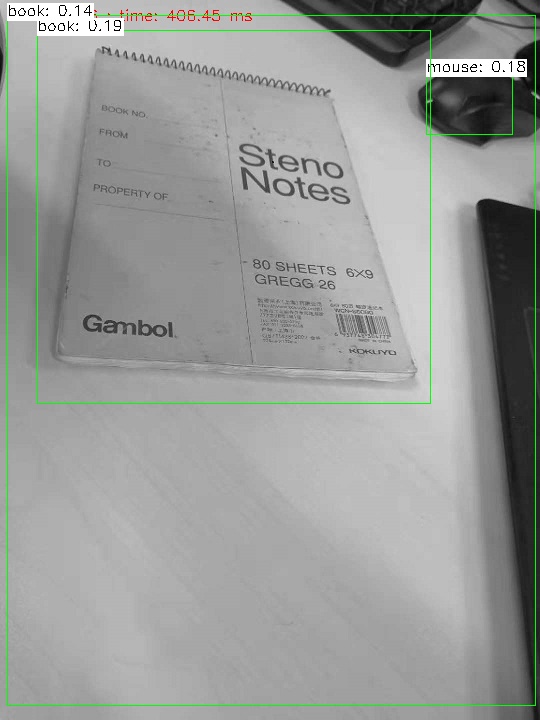 book: 0.14
: time: 406.45 ms
book: 0.19
mouse: 0.18
BOOK NO.
FROM
TO
PROPERTY OF
Steno
Notes
80 SHEETS 6X9
GREGG 26
Gambol
KOKUYO